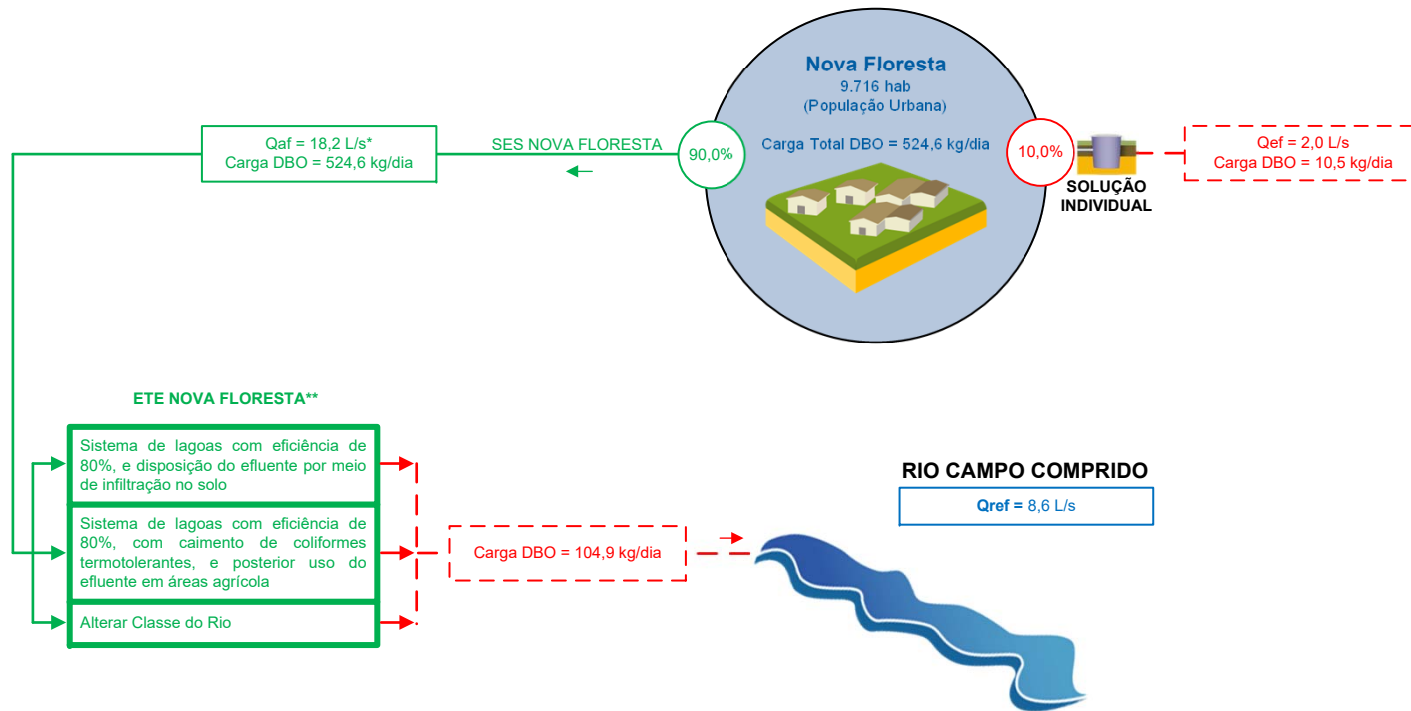 Nova Floresta
9.716 hab
(População Urbana)
Carga Total DBO = 524,6 kg/dia
Qaf = 18,2 L/s*
Carga DBO = 524,6 kg/dia
SES NOVA FLORESTA
90,0%
10,0%
SOLUÇÃO
INDIVIDUAL
Qef = 2,0 L/s
Carga DBO = 10,5 kg/dia
ETE NOVA FLORESTA**
Sistema de lagoas com eficiência de
80%, e disposição do efluente por meio
de infiltração no solo
Sistema de lagoas com eficiência de
80%, com caimento de coliformes
termotolerantes, e posterior uso do
efluente em áreas agrícola
Alterar Classe do Rio
Carga DBO = 104,9 kg/dia
RIO CAMPO COMPRIDO
Qref = 8,6 L/s